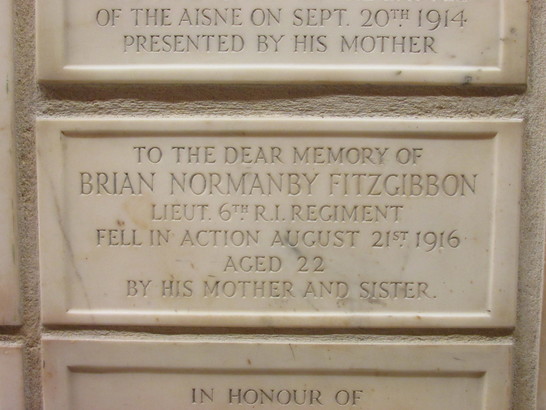 OF THE AISNE ON SEPT. 20TH 1914
PRESENTED BY HIS MOTHER
TO THE DEAR MEMORY OF
BRIAN NORMANBY FITZGIBBON
LIEUT. 6TH R.I. REGIMENT
FELL IN ACTION AUGUST 21ST 1916
AGED 22
BY HIS MOTHER AND SISTER.
IN HONOUR OF